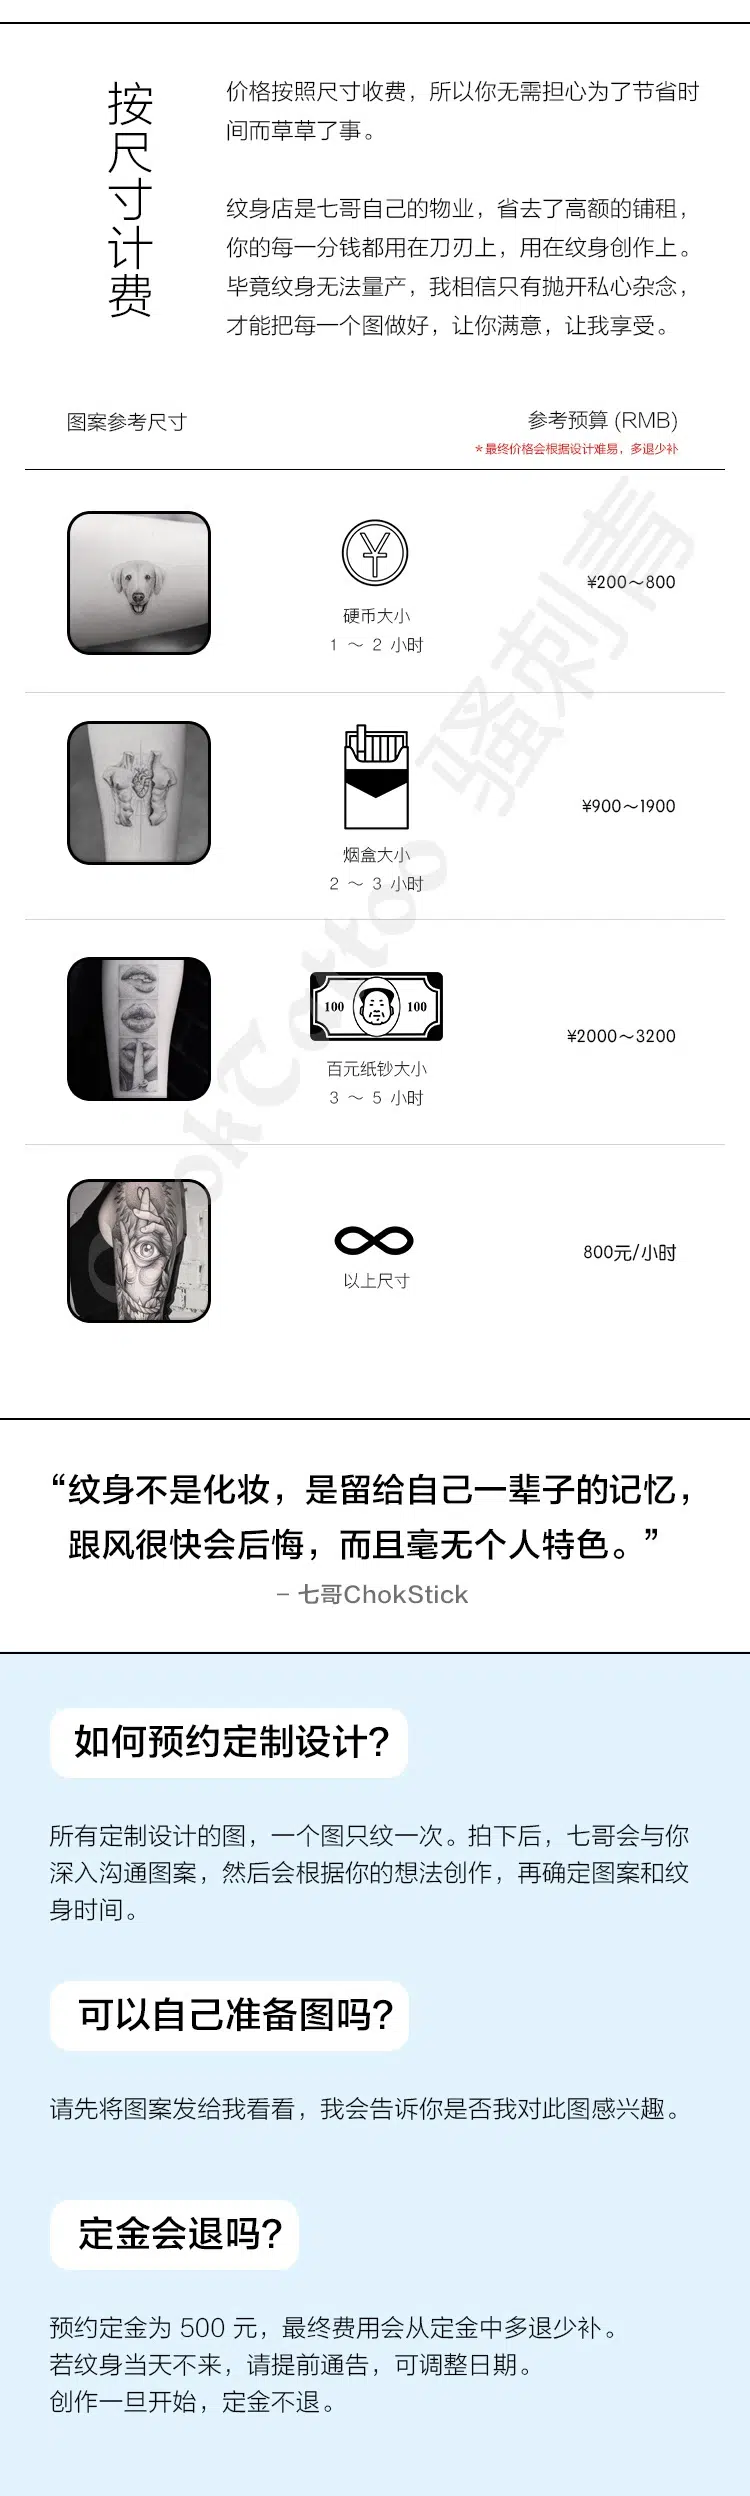 按尺寸计费
价格按照尺寸收费，所以你无需担心为了节省时
间而草草了事。
纹身店是七哥自己的物业，省去了高额的铺租，
你的每一分钱都用在刀刃上，用在纹身创作上。
毕竟纹身无法量产，我相信只有抛开私心杂念，
才能把每一个图做好，让你满意，让我享受。
图案参考尺寸
参考预算 (RMB)
*最终价格会根据设计难易，多退少补
硬币大小
1 ～ 2 小时
¥200～800
烟盒大小
2 ～ 3 小时
¥900～1900
100 100
百元纸钞大小
3 ～ 5 小时
¥2000～3200
以上尺寸
800元/小时
ChokTattoo 骚刺青
“纹身不是化妆，是留给自己一辈子的记忆，
跟风很快会后悔，而且毫无个人特色。”
– 七哥ChokStick
如何预约定制设计?
所有定制设计的图，一个图只纹一次。拍下后，七哥会与你
深入沟通图案，然后会根据你的想法创作，再确定图案和纹
身时间。
可以自己准备图吗?
请先将图案发给我看看，我会告诉你是否我对此图感兴趣。
定金会退吗?
预约定金为 500 元，最终费用会从定金中多退少补。
若纹身当天不来，请提前通告，可调整日期。
创作一旦开始，定金不退。